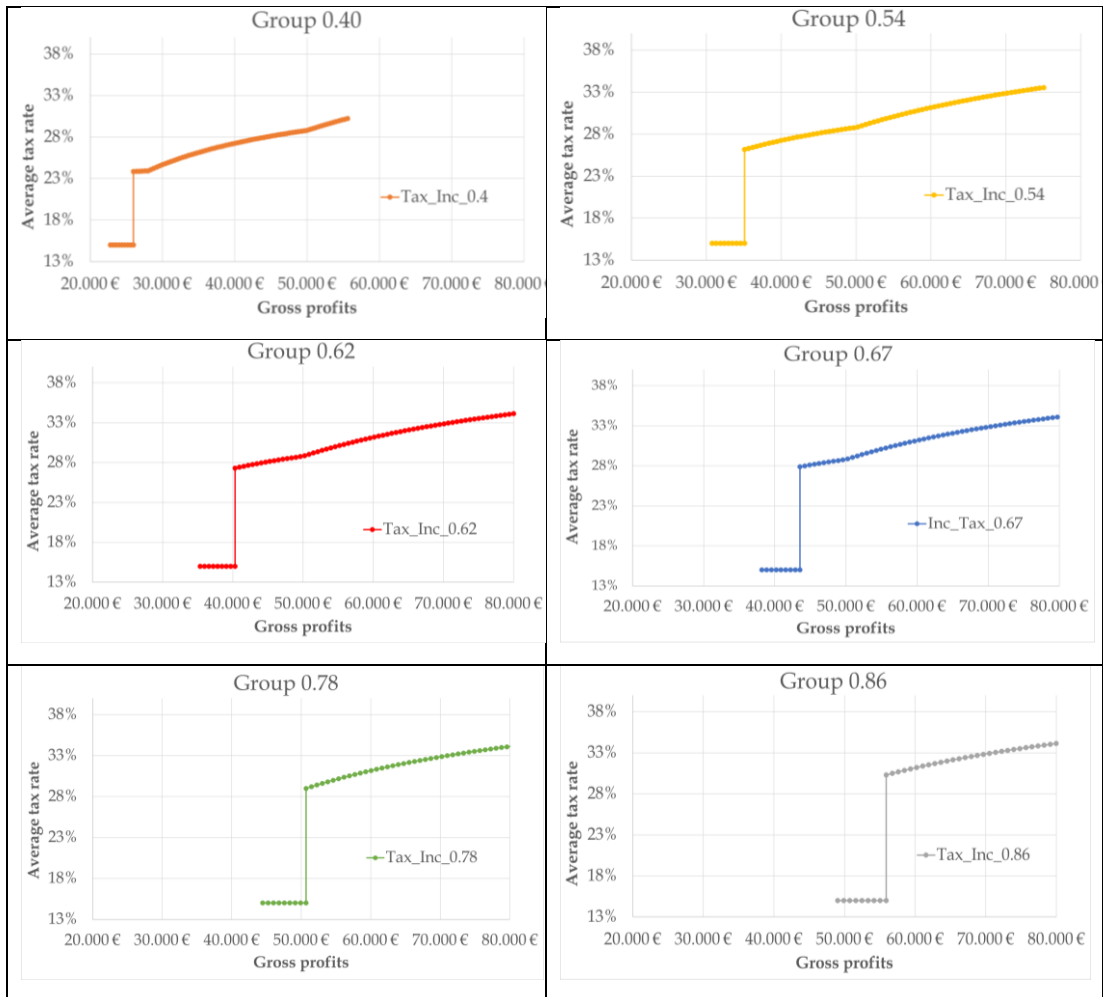 Group 0.40
38%
33%
28%
23%
18%
13%
Average tax rate
Tax_Inc_0.4
20.000 € 30.000 € 40.000 € 50.000 € 60.000 € 70.000 € 80.000
Gross profits
Group 0.54
38%
33%
28%
23%
18%
13%
Average tax rate
Tax_Inc_0.54
20.000 € 30.000 € 40.000 € 50.000 € 60.000 € 70.000 € 80.000
Gross profits
Group 0.62
38%
33%
28%
23%
18%
13%
Average tax rate
Tax_Inc_0.62
20.000 € 30.000 € 40.000 € 50.000 € 60.000 € 70.000 € 80.000 €
Gross profits
Group 0.67
38%
33%
28%
23%
18%
13%
Average tax rate
Inc_Tax_0.67
20.000 € 30.000 € 40.000 € 50.000 € 60.000 € 70.000 € 80.000 €
Gross profits
Group 0.78
38%
33%
28%
23%
18%
13%
Average tax rate
Tax_Inc_0.78
20.000 € 30.000 € 40.000 € 50.000 € 60.000 € 70.000 € 80.000 €
Gross profits
Group 0.86
38%
33%
28%
23%
18%
13%
Average tax rate
Tax_Inc_0.86
20.000 € 30.000 € 40.000 € 50.000 € 60.000 € 70.000 € 80.000 €
Gross profits